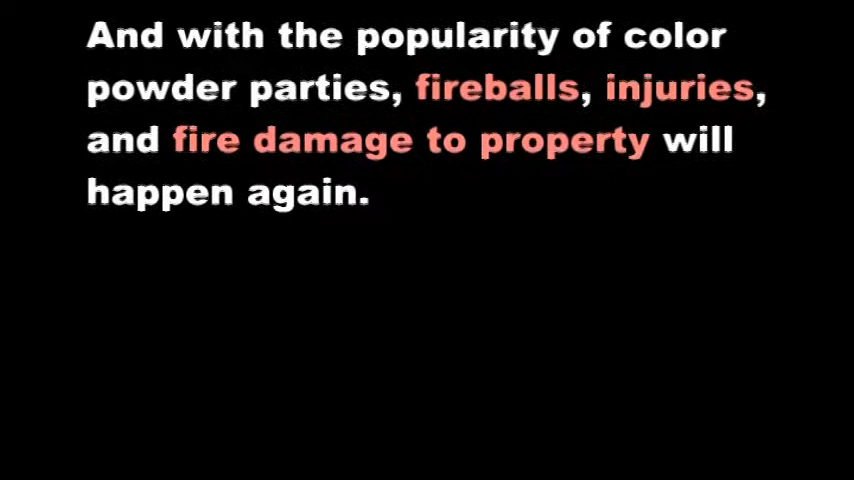 And with the popularity of color
powder parties, fireballs, injuries,
and fire damage to property will
happen again.